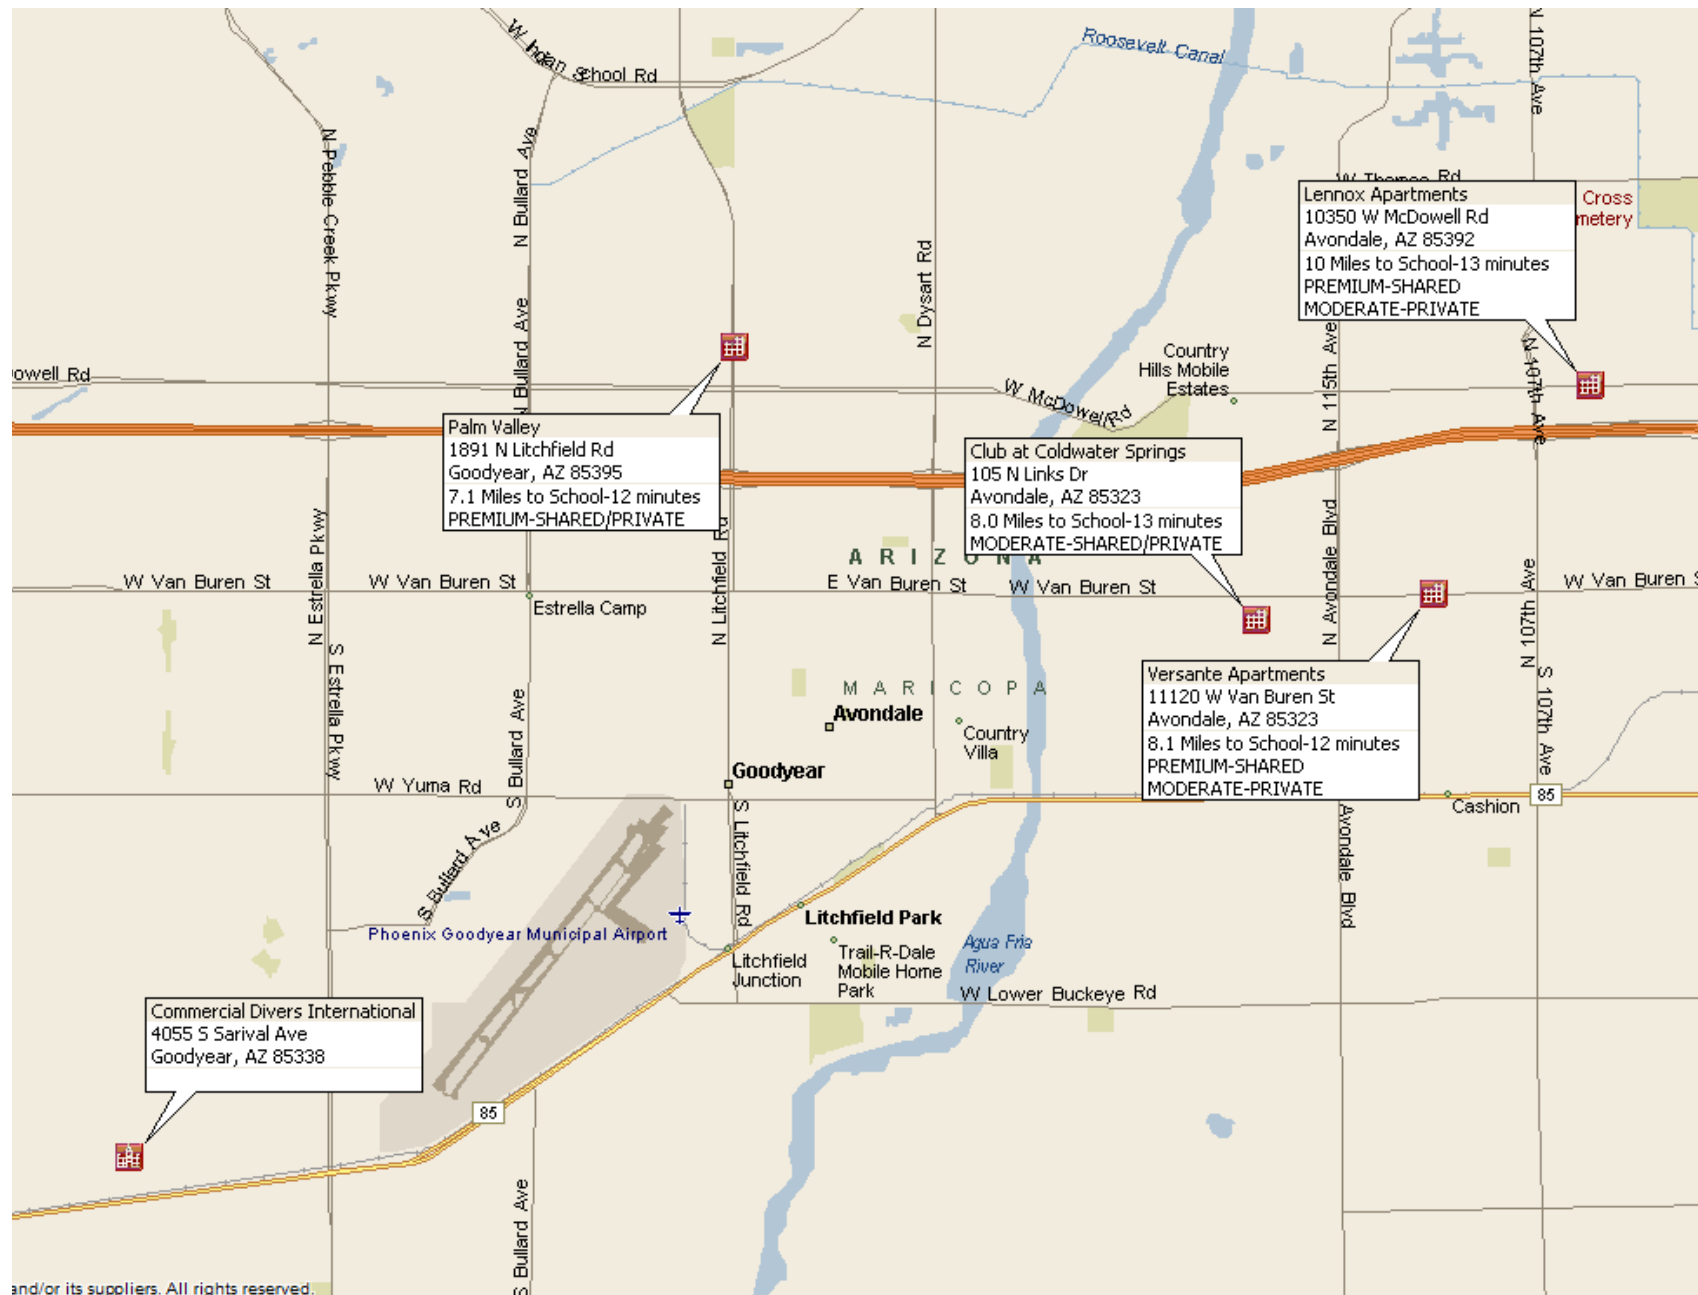 W Indian School Rd
Roosevelt Canal
N 107th Ave
N Pebble Creek Pkwy
N Bullard Ave
W Thomas Rd
Lennox Apartments
10350 W McDowell Rd
Avondale, AZ 85392
10 Miles to School-13 minutes
PREMIUM-SHARED
MODERATE-PRIVATE
Cross
metery
N Dysart Rd
N Bullard Ave
N 115th Ave
N 107th Ave
Country
Hills Mobile
Estates
owell Rd
W McDowell Rd
Palm Valley
1891 N Litchfield Rd
Goodyear, AZ 85395
7.1 Miles to School-12 minutes
PREMIUM-SHARED/PRIVATE
Club at Coldwater Springs
105 N Links Dr
Avondale, AZ 85323
8.0 Miles to School-13 minutes
MODERATE-SHARED/PRIVATE
N Estrella Pkwy
N Litchfield Rd
N Avondale Blvd
N 107th Ave
ARIZONA
W Van Buren St
W Van Buren St
E Van Buren St
W Van Buren St
W Van Buren S
Estrella Camp
S Estrella Pkwy
S Bullard Ave
MARICOPA
Avondale
Country
Villa
Versante Apartments
11120 W Van Buren St
Avondale, AZ 85323
8.1 Miles to School-12 minutes
PREMIUM-SHARED
MODERATE-PRIVATE
S 107th Ave
Goodyear
W Yuma Rd
85
Cashion
S Bullard Ave
S Litchfield Rd
Avondale Blvd
Litchfield Park
Phoenix Goodyear Municipal Airport
Litchfield
Junction
Trail-R-Dale
Mobile Home
Park
Agua Fria
River
W Lower Buckeye Rd
Commercial Divers International
4055 S Sarival Ave
Goodyear, AZ 85338
85
S Bullard Ave
and/or its suppliers. All rights reserved.